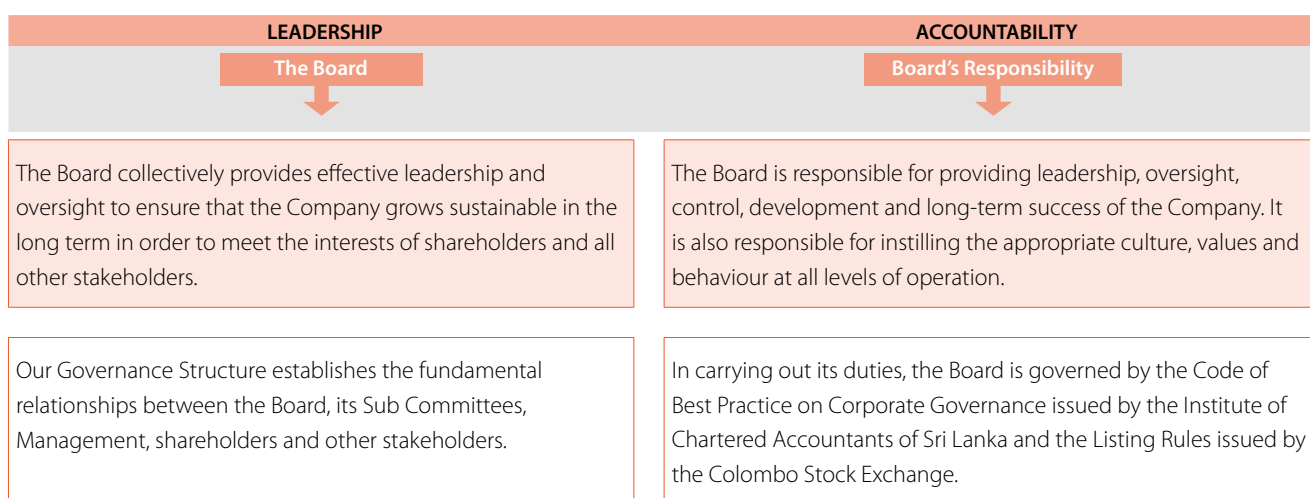 LEADERSHIP
The Board
The Board collectively provides effective leadership and
oversight to ensure that the Company grows sustainable in the
long term in order to meet the interests of shareholders and all
other stakeholders.
Our Governance Structure establishes the fundamental
relationships between the Board, its Sub Committees,
Management, shareholders and other stakeholders.
ACCOUNTABILITY
Board's Responsibility
The Board is responsible for providing leadership, oversight,
control, development and long-term success of the Company. It
is also responsible for instilling the appropriate culture, values and
behaviour at all levels of operation.
In carrying out its duties, the Board is governed by the Code of
Best Practice on Corporate Governance issued by the Institute of
Chartered Accountants of Sri Lanka and the Listing Rules issued by
the Colombo Stock Exchange.